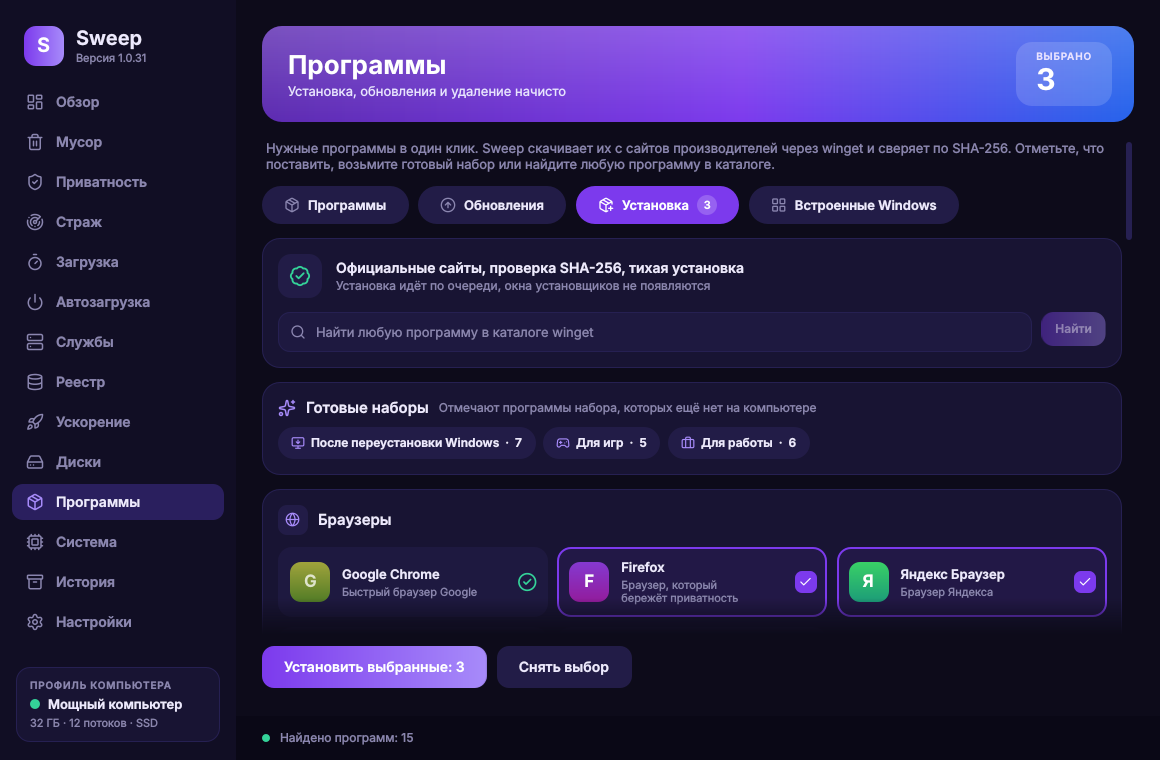 S
Sweep
Версия 1.0.31
Обзор
Мусор
Приватность
Страж
Загрузка
Автозагрузка
Службы
Реестр
Ускорение
Диски
Программы
Система
История
Настройки
ПРОФИЛЬ КОМПЬЮТЕРА
Мощный компьютер
32 ГБ · 12 потоков · SSD
Программы
Установка, обновления и удаление начисто
ВЫБРАНО
3
Нужные программы в один клик. Sweep скачивает их с сайтов производителей через winget и сверяет по SHA-256. Отметьте, что
поставить, возьмите готовый набор или найдите любую программу в каталоге.
Программы
Обновления
Установка 3
Встроенные Windows
Официальные сайты, проверка SHA-256, тихая установка
Установка идёт по очереди, окна установщиков не появляются
Найти любую программу в каталоге winget
Найти
Готовые наборы Отмечают программы набора, которых ещё нет на компьютере
После переустановки Windows · 7
Для игр · 5
Для работы · 6
Браузеры
G
Google Chrome
Быстрый браузер Google
F
Firefox
Браузер, который
бережёт приватность
Я
Яндекс Браузер
Браузер Яндекса
Установить выбранные: 3
Снять выбор
Найдено программ: 15